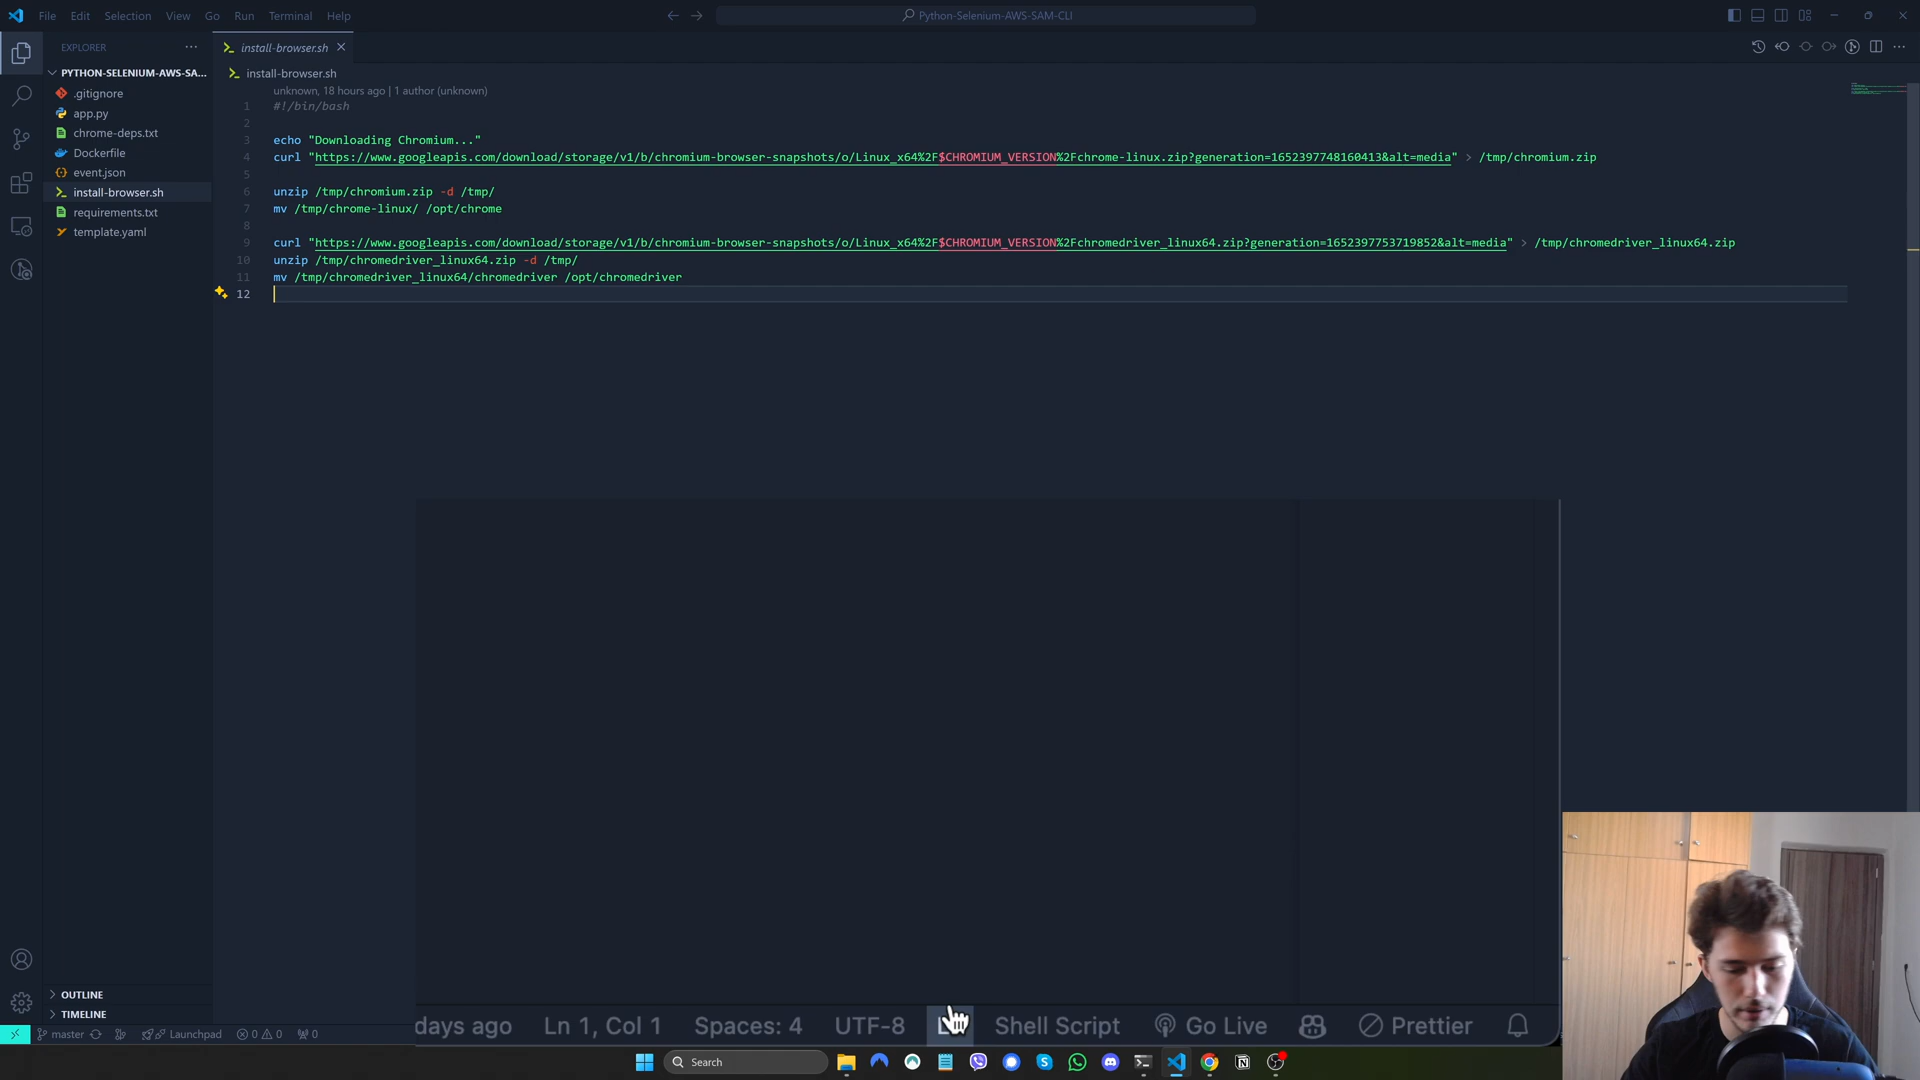 File Edit Selection View Go Run Terminal Help
Python-Selenium-AWS-SAM-CLI
EXPLORER
PYTHON-SELENIUM-AWS-SA...
.gitignore
app.py
chrome-deps.txt
Dockerfile
event.json
install-browser.sh
requirements.txt
template.yaml
OUTLINE
TIMELINE
install-browser.sh
install-browser.sh
unknown, 18 hours ago | 1 author (unknown)
1 #!/bin/bash
2
3 echo "Downloading Chromium..."
4 curl "https://www.googleapis.com/download/storage/v1/b/chromium-browser-snapshots/o/Linux_x64%2F$CHROMIUM_VERSION%2Fchrome-linux.zip?generation=1652397748160413&alt=media" > /tmp/chromium.zip
5
6 unzip /tmp/chromium.zip -d /tmp/
7 mv /tmp/chrome-linux/ /opt/chrome
8
9 curl "https://www.googleapis.com/download/storage/v1/b/chromium-browser-snapshots/o/Linux_x64%2F$CHROMIUM_VERSION%2Fchromedriver_linux64.zip?generation=1652397753719852&alt=media" > /tmp/chromedriver_linux64.zip
10 unzip /tmp/chromedriver_linux64.zip -d /tmp/
11 mv /tmp/chromedriver_linux64/chromedriver /opt/chromedriver
12
days ago Ln 1, Col 1 Spaces: 4 UTF-8 Shell Script Go Live Prettier
master Launchpad 0 0 0
Search